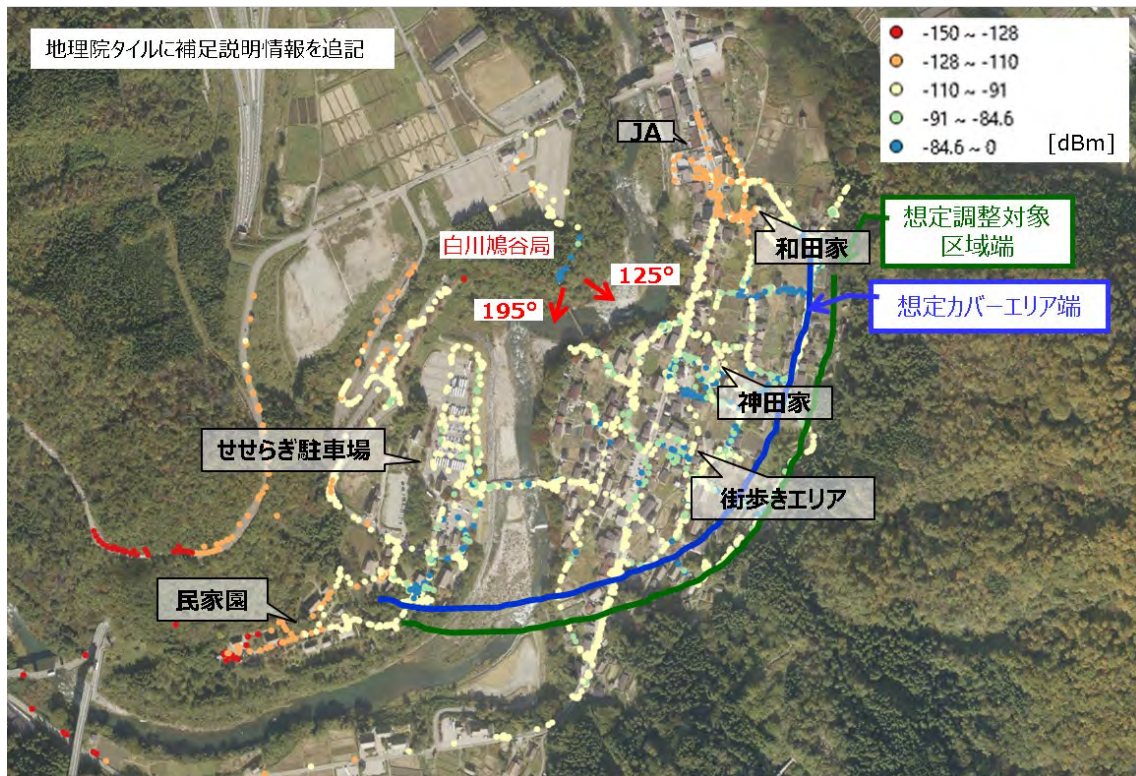 地理院タイルに補足説明情報を追記
-150 ~ -128
-128 ~ -110
-110 ~ -91
-91 ~ -84.6
-84.6 ~ 0
[dBm]
JA
想定調整対象
区域端
和田家
白川鳩谷局
125°
195°
想定カバーエリア端
神田家
せせらぎ駐車場
街歩きエリア
民家園